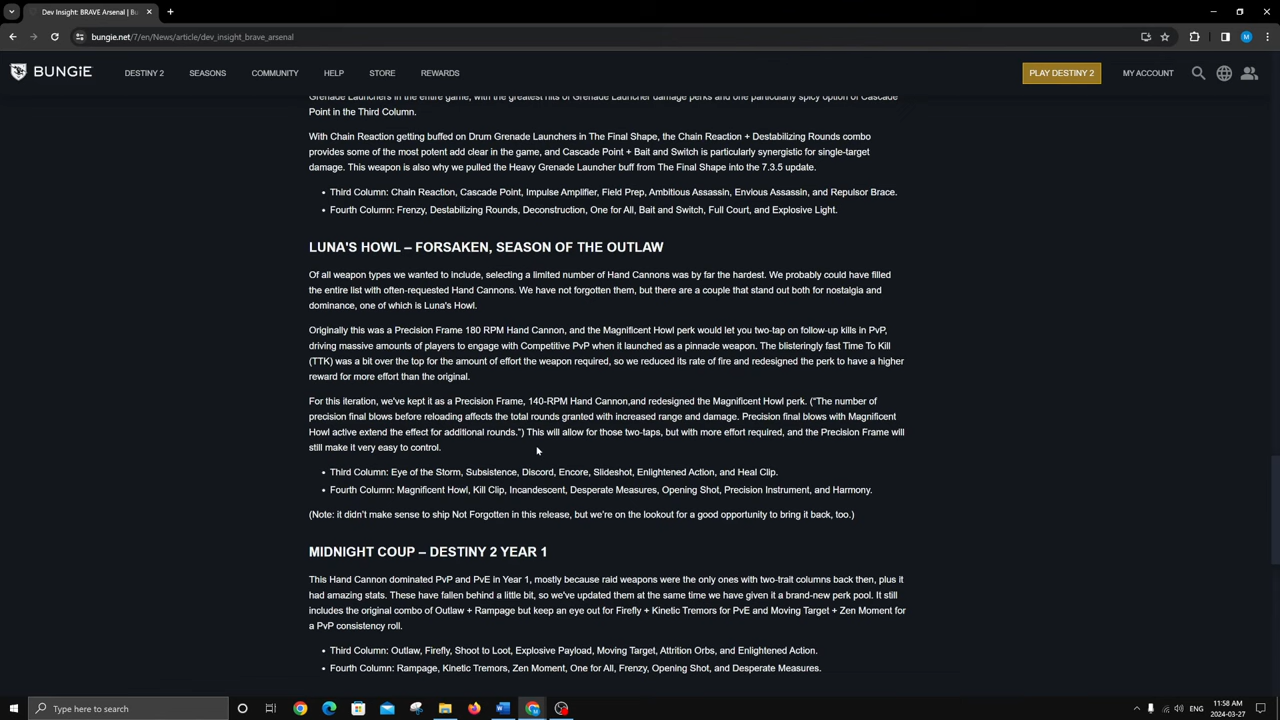 Dev Insight: BRAVE Arsenal | Bu
bungie.net/7/en/News/article/dev_insight_brave_arsenal
BUNGiE
DESTINY 2
SEASONS
COMMUNITY
HELP
STORE
REWARDS
PLAY DESTINY 2
MY ACCOUNT
Grenade Launchers in the entire game, with the greatest hits of Grenade Launcher damage perks and one particularly spicy option of Cascade
Point in the Third Column.
With Chain Reaction getting buffed on Drum Grenade Launchers in The Final Shape, the Chain Reaction + Destabilizing Rounds combo
provides some of the most potent add clear in the game, and Cascade Point + Bait and Switch is particularly synergistic for single-target
damage. This weapon is also why we pulled the Heavy Grenade Launcher buff from The Final Shape into the 7.3.5 update.
• Third Column: Chain Reaction, Cascade Point, Impulse Amplifier, Field Prep, Ambitious Assassin, Envious Assassin, and Repulsor Brace.
• Fourth Column: Frenzy, Destabilizing Rounds, Deconstruction, One for All, Bait and Switch, Full Court, and Explosive Light.
LUNA'S HOWL – FORSAKEN, SEASON OF THE OUTLAW
Of all weapon types we wanted to include, selecting a limited number of Hand Cannons was by far the hardest. We probably could have filled
the entire list with often-requested Hand Cannons. We have not forgotten them, but there are a couple that stand out both for nostalgia and
dominance, one of which is Luna's Howl.
Originally this was a Precision Frame 180 RPM Hand Cannon, and the Magnificent Howl perk would let you two-tap on follow-up kills in PvP,
driving massive amounts of players to engage with Competitive PvP when it launched as a pinnacle weapon. The blisteringly fast Time To Kill
(TTK) was a bit over the top for the amount of effort the weapon required, so we reduced its rate of fire and redesigned the perk to have a higher
reward for more effort than the original.
For this iteration, we've kept it as a Precision Frame, 140-RPM Hand Cannon,and redesigned the Magnificent Howl perk. ("The number of
precision final blows before reloading affects the total rounds granted with increased range and damage. Precision final blows with Magnificent
Howl active extend the effect for additional rounds.") This will allow for those two-taps, but with more effort required, and the Precision Frame will
still make it very easy to control.
• Third Column: Eye of the Storm, Subsistence, Discord, Encore, Slideshot, Enlightened Action, and Heal Clip.
• Fourth Column: Magnificent Howl, Kill Clip, Incandescent, Desperate Measures, Opening Shot, Precision Instrument, and Harmony.
(Note: it didn't make sense to ship Not Forgotten in this release, but we're on the lookout for a good opportunity to bring it back, too.)
MIDNIGHT COUP – DESTINY 2 YEAR 1
This Hand Cannon dominated PvP and PvE in Year 1, mostly because raid weapons were the only ones with two-trait columns back then, plus it
had amazing stats. These have fallen behind a little bit, so we've updated them at the same time we have given it a brand-new perk pool. It still
includes the original combo of Outlaw + Rampage but keep an eye out for Firefly + Kinetic Tremors for PvE and Moving Target + Zen Moment for
a PvP consistency roll.
• Third Column: Outlaw, Firefly, Shoot to Loot, Explosive Payload, Moving Target, Attrition Orbs, and Enlightened Action.
• Fourth Column: Rampage, Kinetic Tremors, Zen Moment, One for All, Frenzy, Opening Shot, and Desperate Measures.
Type here to search
ENG
11:58 AM
2024-03-27